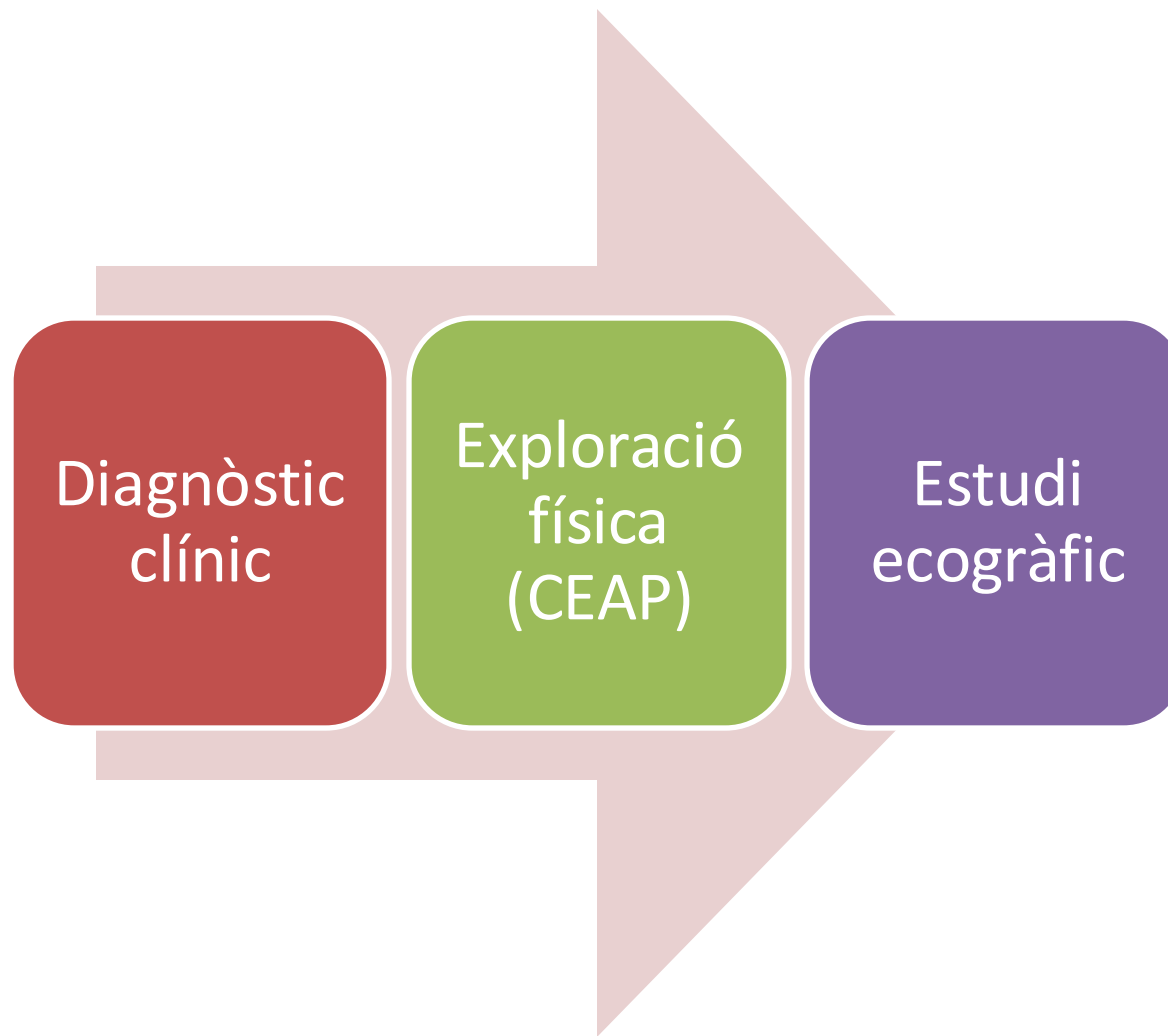 Diagnòstic
clínic
Exploració
física
(CEAP)
Estudi
ecogràfic